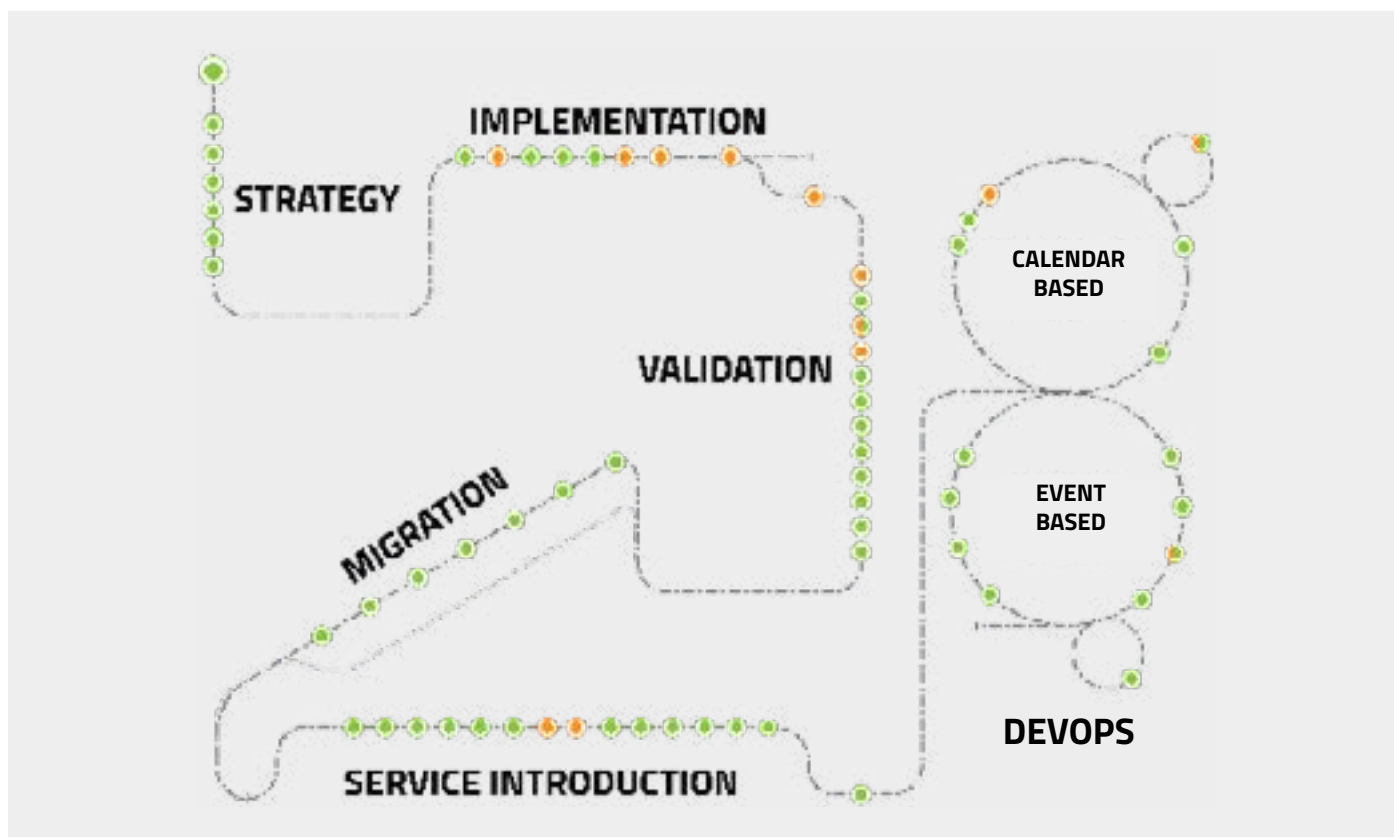 IMPLEMENTATION
STRATEGY
CALENDAR
BASED
VALIDATION
MIGRATION
EVENT
BASED
DEVOPS
SERVICE INTRODUCTION